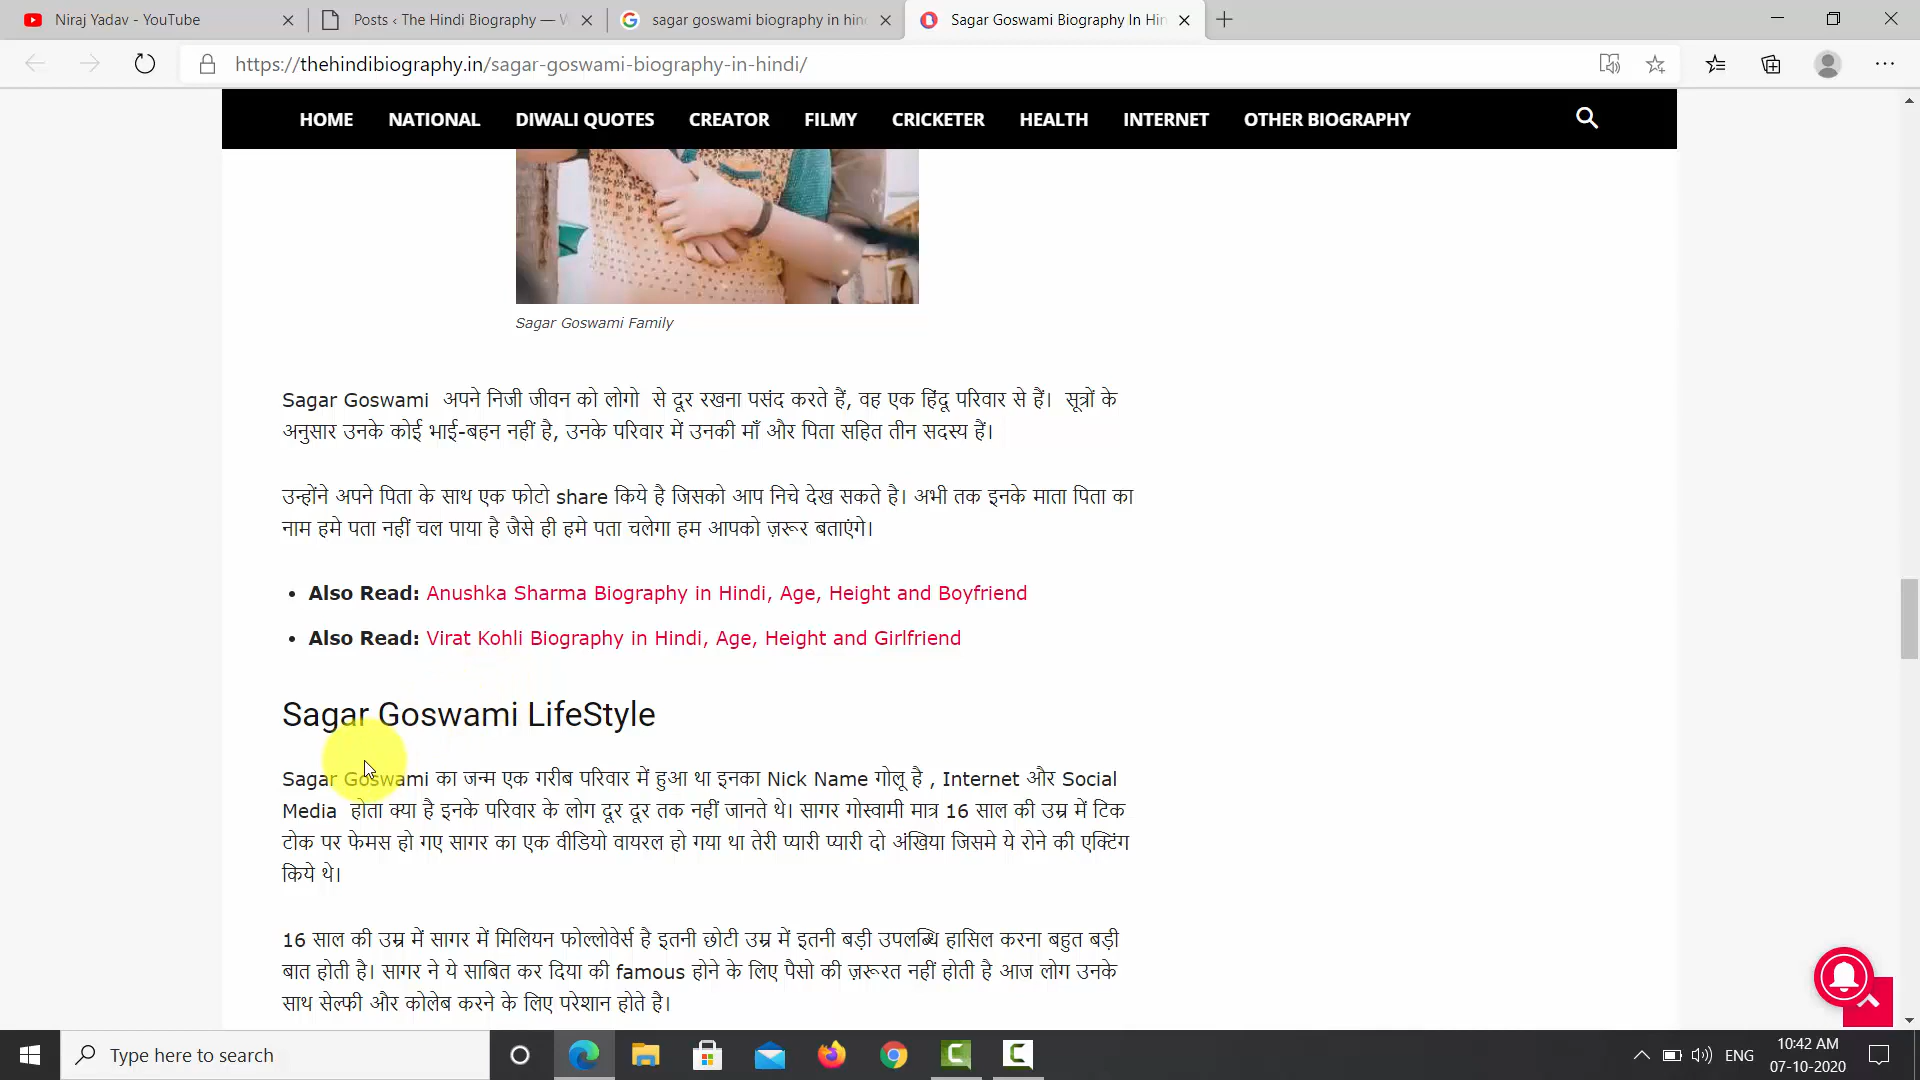 Niraj Yadav - YouTube
Posts ‹ The Hindi Biography — W
sagar goswami biography in hin
Sagar Goswami Biography In Hin
https://thehindibiography.in/sagar-goswami-biography-in-hindi/
HOME NATIONAL DIWALI QUOTES CREATOR FILMY CRICKETER HEALTH INTERNET OTHER BIOGRAPHY
Sagar Goswami Family
Sagar Goswami अपने निजी जीवन को लोगो से दूर रखना पसंद करते हैं, वह एक हिंदू परिवार से हैं। सूत्रों के
अनुसार उनके कोई भाई-बहन नहीं है, उनके परिवार में उनकी माँ और पिता सहित तीन सदस्य हैं।
उन्होंने अपने पिता के साथ एक फोटो share किये है जिसको आप निचे देख सकते है। अभी तक इनके माता पिता का
नाम हमे पता नहीं चल पाया है जैसे ही हमे पता चलेगा हम आपको ज़रूर बताएंगे।
• Also Read: Anushka Sharma Biography in Hindi, Age, Height and Boyfriend
• Also Read: Virat Kohli Biography in Hindi, Age, Height and Girlfriend
Sagar Goswami LifeStyle
Sagar Goswami का जन्म एक गरीब परिवार में हुआ था इनका Nick Name गोलू है , Internet और Social
Media होता क्या है इनके परिवार के लोग दूर दूर तक नहीं जानते थे। सागर गोस्वामी मात्र 16 साल की उम्र में टिक
टोक पर फेमस हो गए सागर का एक वीडियो वायरल हो गया था तेरी प्यारी प्यारी दो अंखिया जिसमे ये रोने की एक्टिंग
किये थे।
16 साल की उम्र में सागर में मिलियन फोल्लोवेर्स है इतनी छोटी उम्र में इतनी बड़ी उपलब्धि हासिल करना बहुत बड़ी
बात होती है। सागर ने ये साबित कर दिया की famous होने के लिए पैसो की ज़रूरत नहीं होती है आज लोग उनके
साथ सेल्फी और कोलेब करने के लिए परेशान होते है।
Type here to search
ENG
10:42 AM
07-10-2020